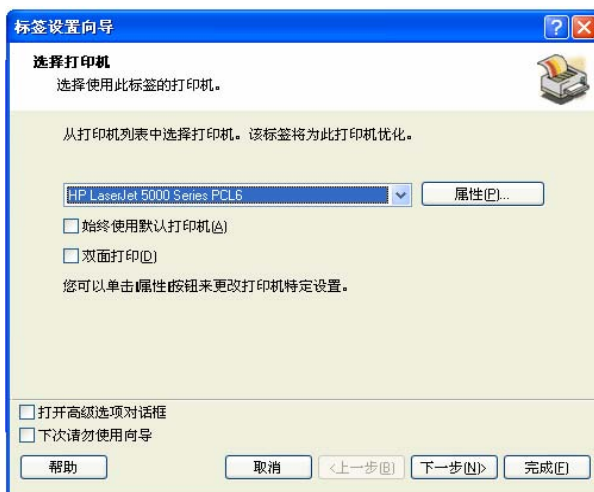 标签设置向导
选择打印机
选择使用此标签的打印机。
从打印机列表中选择打印机。该标签将为此打印机优化。
HP LaserJet 5000 Series PCL6 属性(P)...
始终使用默认打印机(A)
双面打印(D)
您可以单击属性按钮来更改打印机特定设置。
打开高级选项对话框
下次请勿使用向导
帮助 取消 <上一步(B) 下一步(N)> 完成(F)